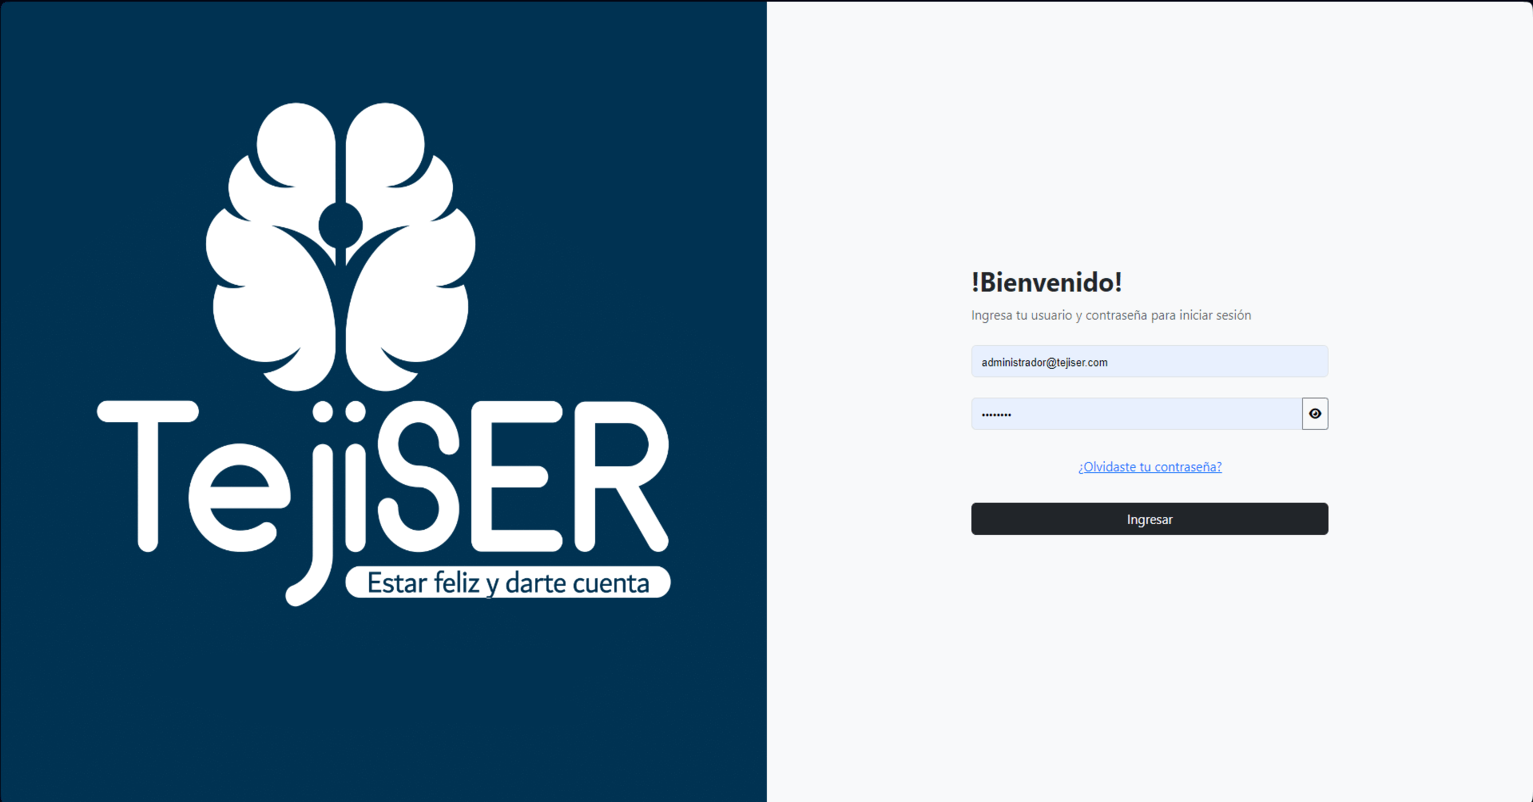 TejiSER
Estar feliz y darte cuenta
!Bienvenido!
Ingresa tu usuario y contraseña para iniciar sesión
administrador@tejiser.com
••••••••
¿Olvidaste tu contraseña?
Ingresar